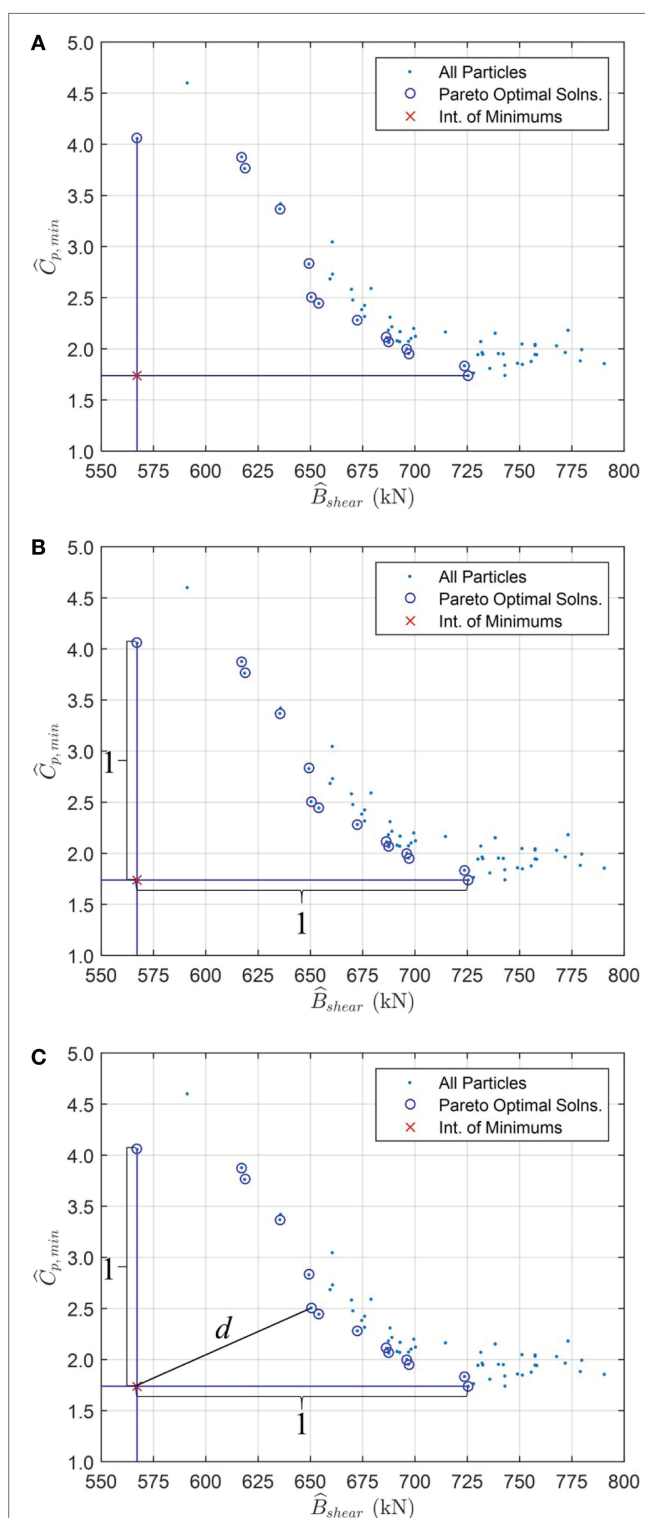 A
5.0
4.5
4.0
3.5
3.0
2.5
2.0
1.5
1.0
Ĉp, min
All Particles
Pareto Optimal Solns.
Int. of Minimums
550 575 600 625 650 675 700 725 750 775 800
B̂shear (kN)
B
5.0
4.5
4.0
3.5
3.0
2.5
2.0
1.5
1.0
Ĉp, min
All Particles
Pareto Optimal Solns.
Int. of Minimums
1
1
550 575 600 625 650 675 700 725 750 775 800
B̂shear (kN)
C
5.0
4.5
4.0
3.5
3.0
2.5
2.0
1.5
1.0
Ĉp, min
All Particles
Pareto Optimal Solns.
Int. of Minimums
1
d
1
550 575 600 625 650 675 700 725 750 775 800
B̂shear (kN)